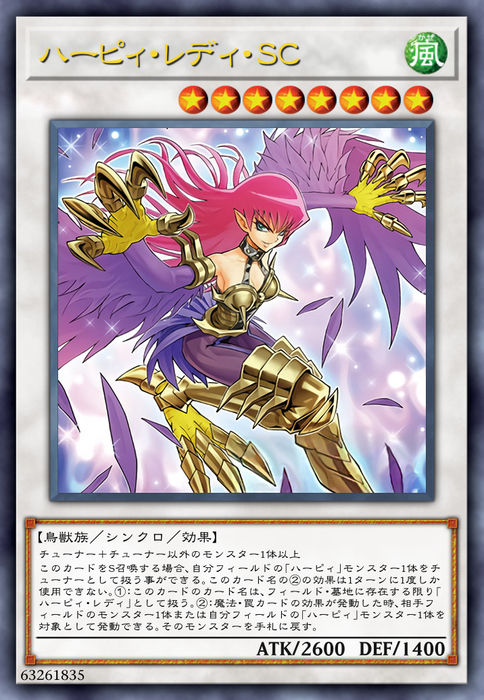 ハーピィ・レディ・SC
風
かぜ
【鳥獣族／シンクロ／効果】
チューナー＋チューナー以外のモンスター1体以上
このカードをS召喚する場合、自分フィールドの「ハーピィ」モンスター1体をチ
ューナーとして扱う事ができる。このカード名の②の効果は1ターンに1度しか
使用できない。①：このカードのカード名は、フィールド・墓地に存在する限り「
ハーピィ・レディ」として扱う。②：魔法・罠カードの効果が発動した時、相手フ
ィールドのモンスター1体または自分フィールドの「ハーピィ」モンスター1体を
対象として発動できる。そのモンスターを手札に戻す。
ATK/2600 DEF/1400
63261835